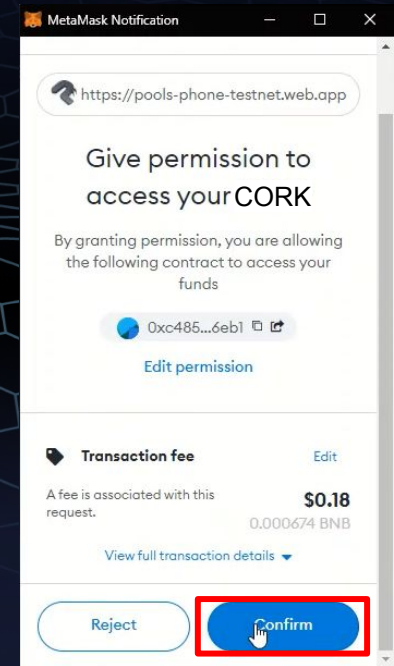 MetaMask Notification
https://pools-phone-testnet.web.app
Give permission to
access your CORK
By granting permission, you are allowing
the following contract to access your
funds
0xc485...6eb1
Edit permission
Transaction fee
Edit
A fee is associated with this
request.
$0.18
0.000674 BNB
View full transaction details
Reject
Confirm